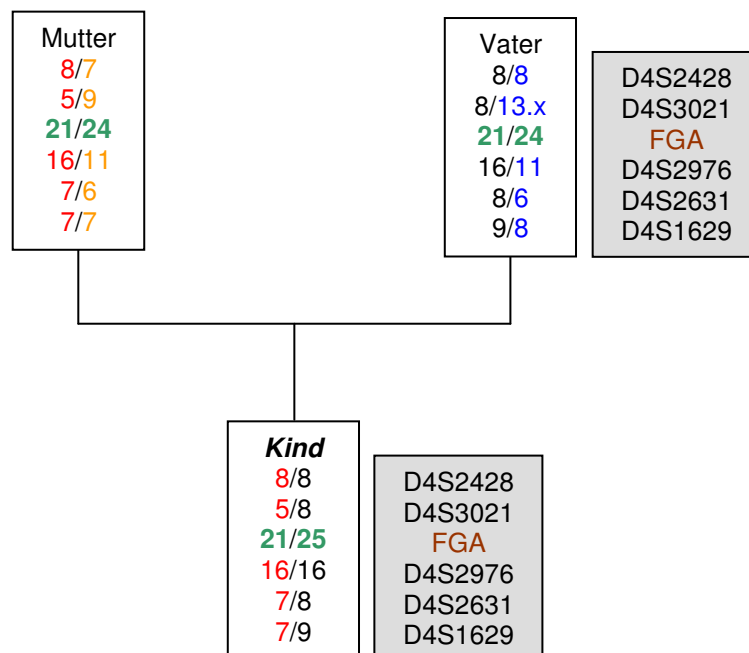 Mutter
8/7
5/9
21/24
16/11
7/6
7/7
Vater
8/8
8/13.x
21/24
16/11
8/6
9/8
D4S2428
D4S3021
FGA
D4S2976
D4S2631
D4S1629
Kind
8/8
5/8
21/25
16/16
7/8
7/9
D4S2428
D4S3021
FGA
D4S2976
D4S2631
D4S1629